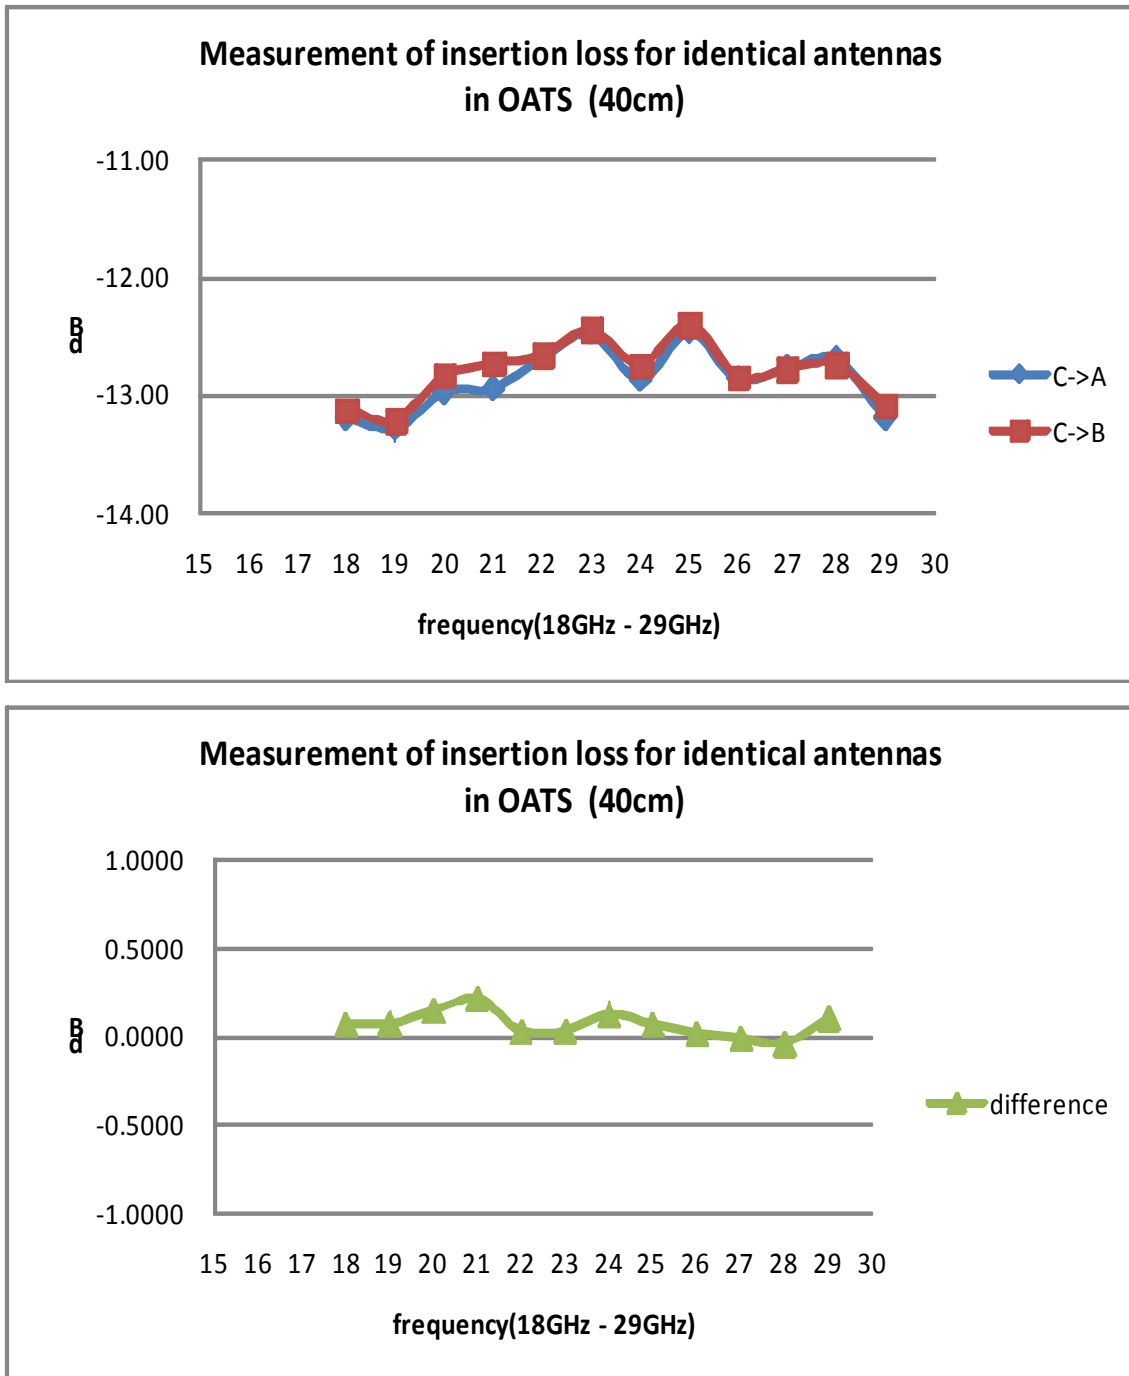 Measurement of insertion loss for identical antennas
in OATS (40cm)
-11.00
-12.00
-13.00
-14.00
dB
15 16 17 18 19 20 21 22 23 24 25 26 27 28 29 30
frequency(18GHz - 29GHz)
C->A
C->B
Measurement of insertion loss for identical antennas
in OATS (40cm)
1.0000
0.5000
0.0000
-0.5000
-1.0000
dB
15 16 17 18 19 20 21 22 23 24 25 26 27 28 29 30
frequency(18GHz - 29GHz)
difference